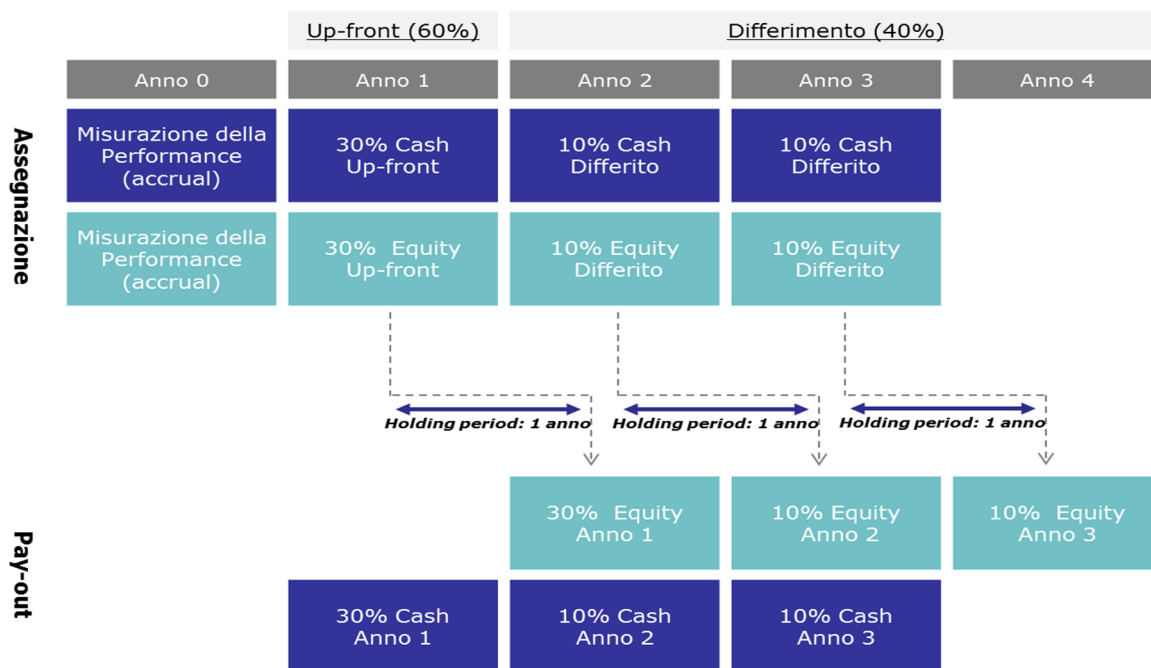 Up-front (60%)
Differimento (40%)
Anno 0
Anno 1
Anno 2
Anno 3
Anno 4
Assegnazione
Misurazione della
Performance
(accrual)
30% Cash
Up-front
10% Cash
Differito
10% Cash
Differito
Misurazione della
Performance
(accrual)
30% Equity
Up-front
10% Equity
Differito
10% Equity
Differito
Holding period: 1 anno
Holding period: 1 anno
Holding period: 1 anno
Pay-out
30% Equity
Anno 1
10% Equity
Anno 2
10% Equity
Anno 3
30% Cash
Anno 1
10% Cash
Anno 2
10% Cash
Anno 3